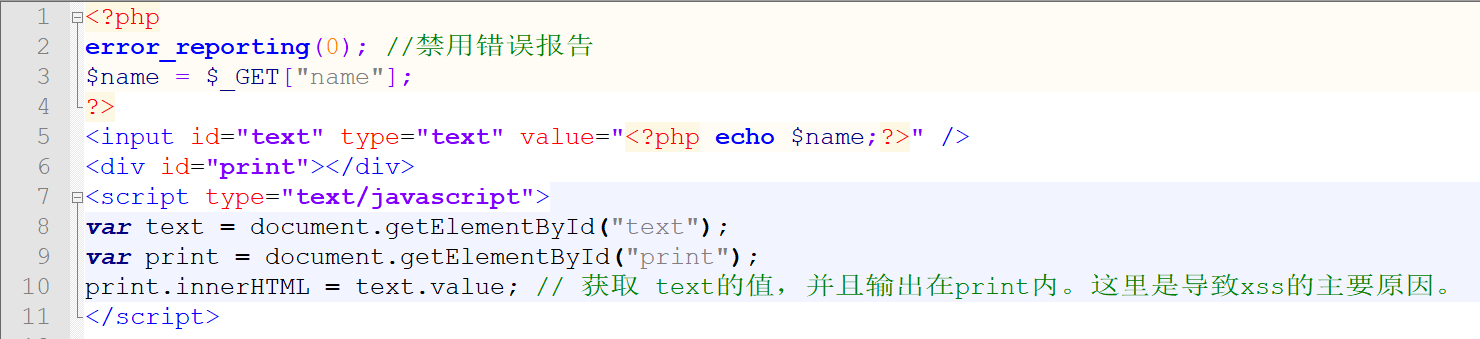 1 <?php
2 error_reporting(0); //禁用错误报告
3 $name = $_GET["name"];
4 ?>
5 <input id="text" type="text" value="<?php echo $name;?>" />
6 <div id="print"></div>
7 <script type="text/javascript">
8 var text = document.getElementById("text");
9 var print = document.getElementById("print");
10 print.innerHTML = text.value; // 获取 text的值，并且输出在print内。这里是导致xss的主要原因。
11 </script>